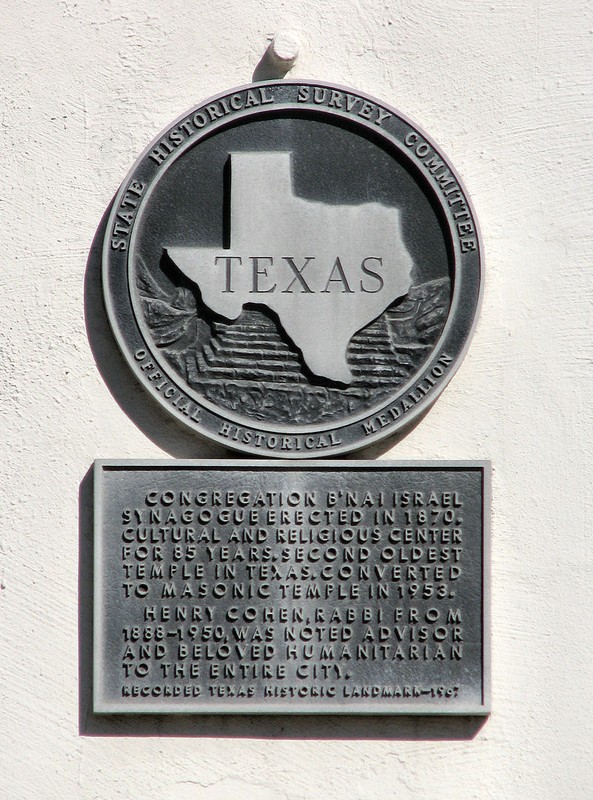 STATE HISTORICAL SURVEY COMMITTEE
TEXAS
OFFICIAL HISTORICAL MEDALLION
CONGREGATION B'NAI ISRAEL
SYNAGOGUE ERECTED IN 1870.
CULTURAL AND RELIGIOUS CENTER
FOR 85 YEARS. SECOND OLDEST
TEMPLE IN TEXAS. CONVERTED
TO MASONIC TEMPLE IN 1953.
HENRY COHEN, RABBI FROM
1888-1950, WAS NOTED ADVISOR
AND BELOVED HUMANITARIAN
TO THE ENTIRE CITY.
RECORDED TEXAS HISTORIC LANDMARK-1967